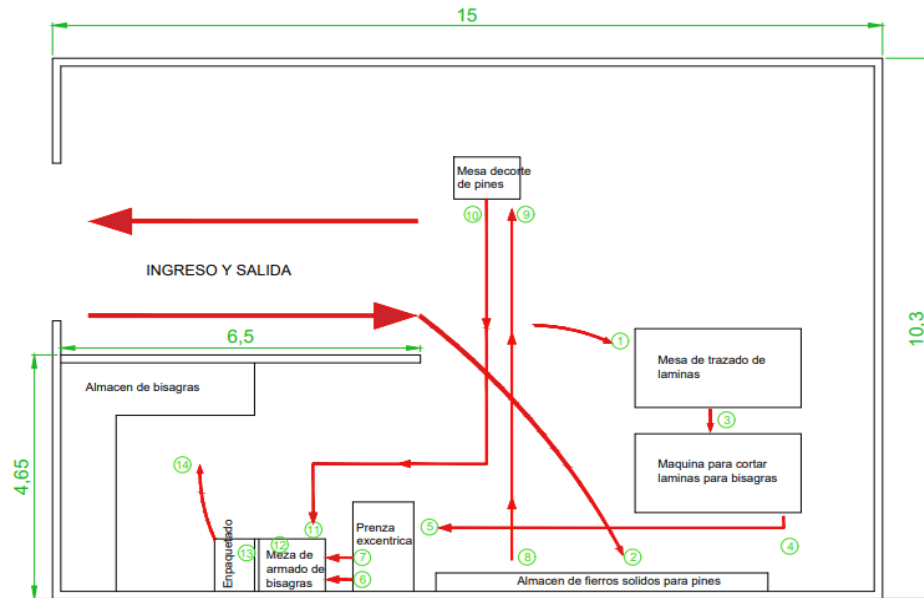 15
Mesa decorte
de pines
10
9
INGRESO Y SALIDA
6,5
10,3
1
Mesa de trazado de
laminas
Almacen de bisagras
3
4,65
14
Maquina para cortar
laminas para bisagras
11
5
Prenza
excentrica
4
Enpaquetado
13
12
Meza de
armado de
bisagras
7
6
8
2
Almacen de fierros solidos para pines